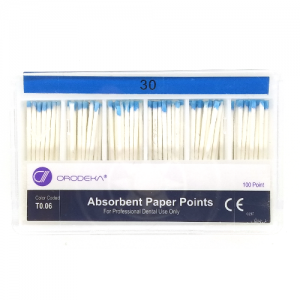 30
ORODEKA®
100 Point
Color Coded
T0.06
Absorbent Paper Points
For Professional Dental Use Only
CE